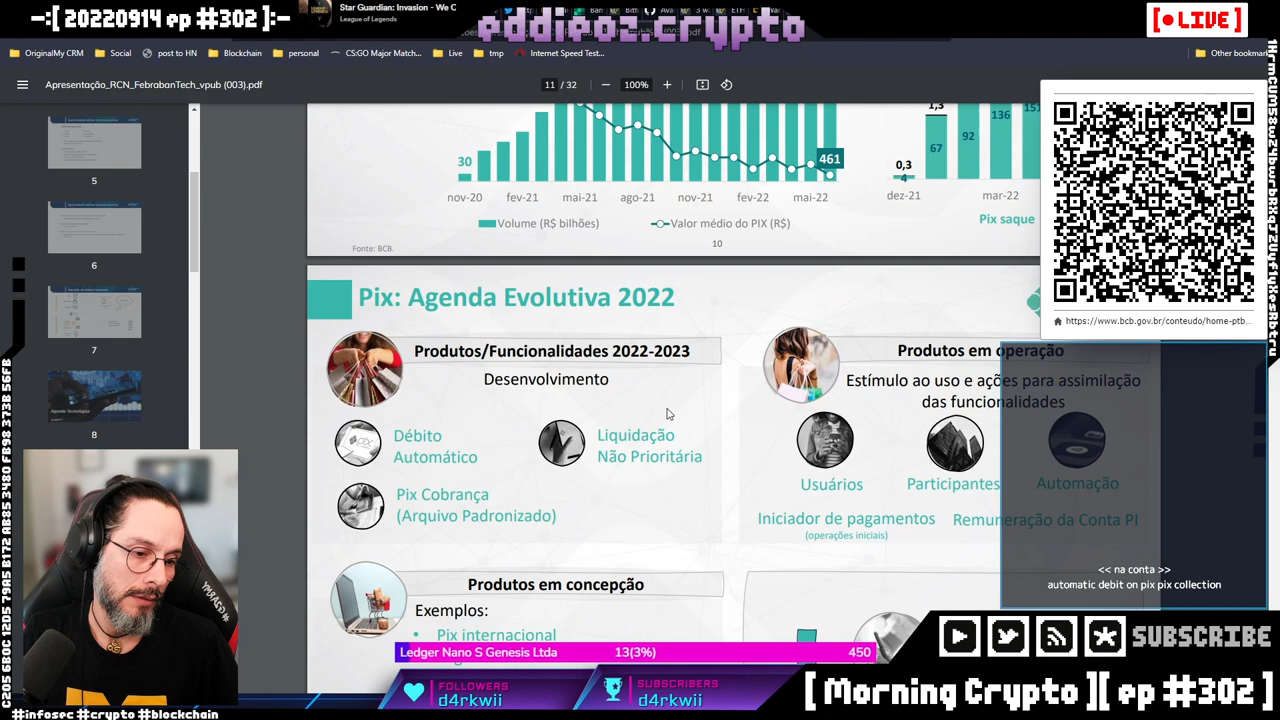 —:[ 20220914 ep #302 ]:—
Star Guardian: Invasion - We C
League of Legends
odditoz.crypto
[● LIVE]
OriginalMy CRM
Social
post to HN
Blockchain
personal
CS:GO Major Match...
Live
tmp
Internet Speed Test...
Other bookmar
Apresentação_RCN_FebrabanTech_vpub (003).pdf
11 / 32
100%
5
6
7
8
30
461
nov-20 fev-21 mai-21 ago-21 nov-21 fev-22 mai-22
Volume (R$ bilhões)
Valor médio do PIX (R$)
Fonte: BCB.
10
1,3
67
92
136
0,3
4
dez-21
mar-22
Pix saque
https://www.bcb.gov.br/conteudo/home-ptb...
Pix: Agenda Evolutiva 2022
Produtos/Funcionalidades 2022-2023
Desenvolvimento
Débito
Automático
Liquidação
Não Prioritária
Pix Cobrança
(Arquivo Padronizado)
Produtos em operação
Estímulo ao uso e ações para assimilação
das funcionalidades
Usuários
Participantes
Automação
Iniciador de pagamentos
(operações iniciais)
Remuneração da Conta PI
Produtos em concepção
Exemplos:
• Pix internacional
<< na conta >>
automatic debit on pix pix collection
Ledger Nano S Genesis Ltda 13(3%) 450
FOLLOWERS
d4rkwii
SUBSCRIBERS
d4rkwii
SUBSCRIBE
[ Morning Crypto ][ ep #302 ]
#infosec #crypto #blockchain